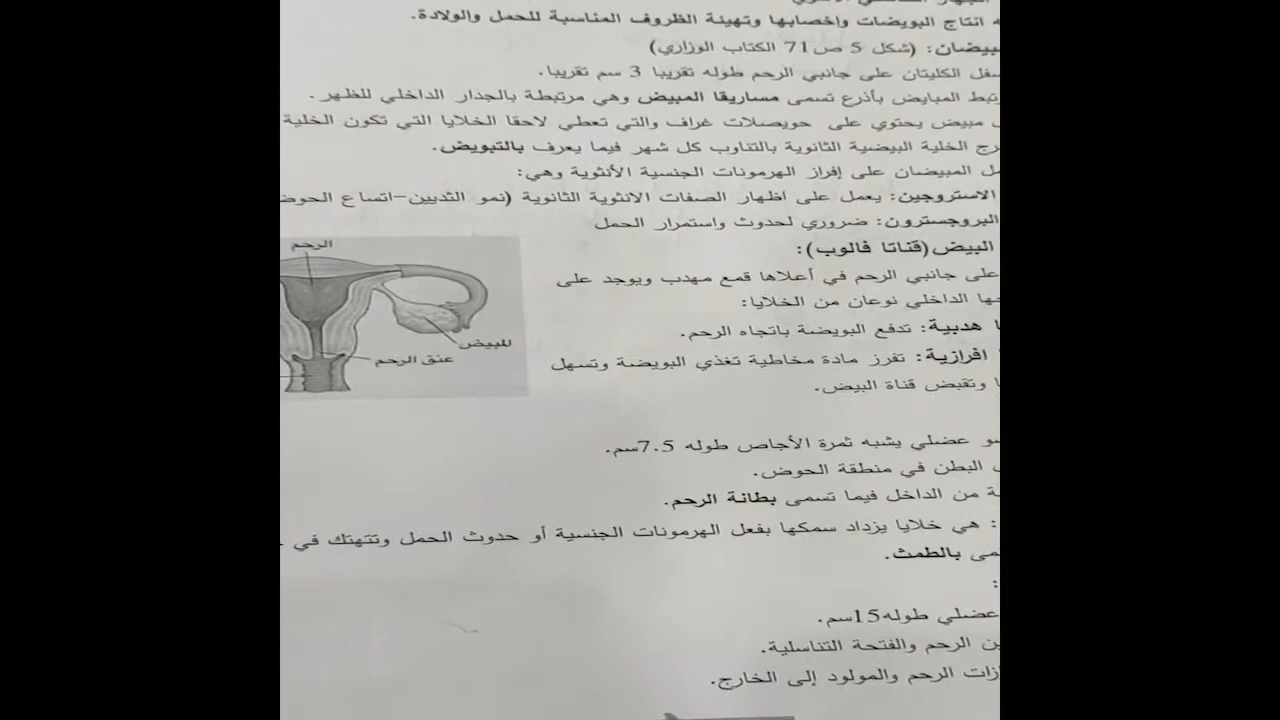 انتاج البويضات وإخصابها وتهيئة الظروف المناسبة للحمل والولادة.
(شكل 5 ص71 الكتاب الوزاري)
الكليتان على جانبي الرحم طوله تقريبا 3 سم تقريبا.
المبايض بأذرع تسمى مساريقا المبيض وهي مرتبطة بالجدار الداخلي للظهر .
مبيض يحتوي على حويصلات غراف والتي تعطي لاحقا الخلايا التي تكون الخلية
الخلية البيضية الثانوية بالتناوب كل شهر فيما يعرف بالتبويض.
المبيضان على إفراز الهرمونات الجنسية الأنثوية وهي:
الاستروجين: يعمل على اظهار الصفات الانثوية الثانوية (نمو الثديين-اتساع الحوض
البروجسترون: ضروري لحدوث واستمرار الحمل
البيض(قناتا فالوب):
على جانبي الرحم في أعلاها قمع مهدب ويوجد على
الداخلي نوعان من الخلايا:
هدبية: تدفع البويضة باتجاه الرحم.
افرازية: تفرز مادة مخاطية تغذي البويضة وتسهل
وتقبض قناة البيض.
الرحم
المبيض
عنق الرحم
عضلي يشبه ثمرة الأجاص طوله 7.5سم.
البطن في منطقة الحوض.
من الداخل فيما تسمى بطانة الرحم.
: هي خلايا يزداد سمكها بفعل الهرمونات الجنسية أو حدوث الحمل وتتهتك في
بالطمث.
:
عضلي طوله15سم.
الرحم والفتحة التناسلية.
الرحم والمولود إلى الخارج.